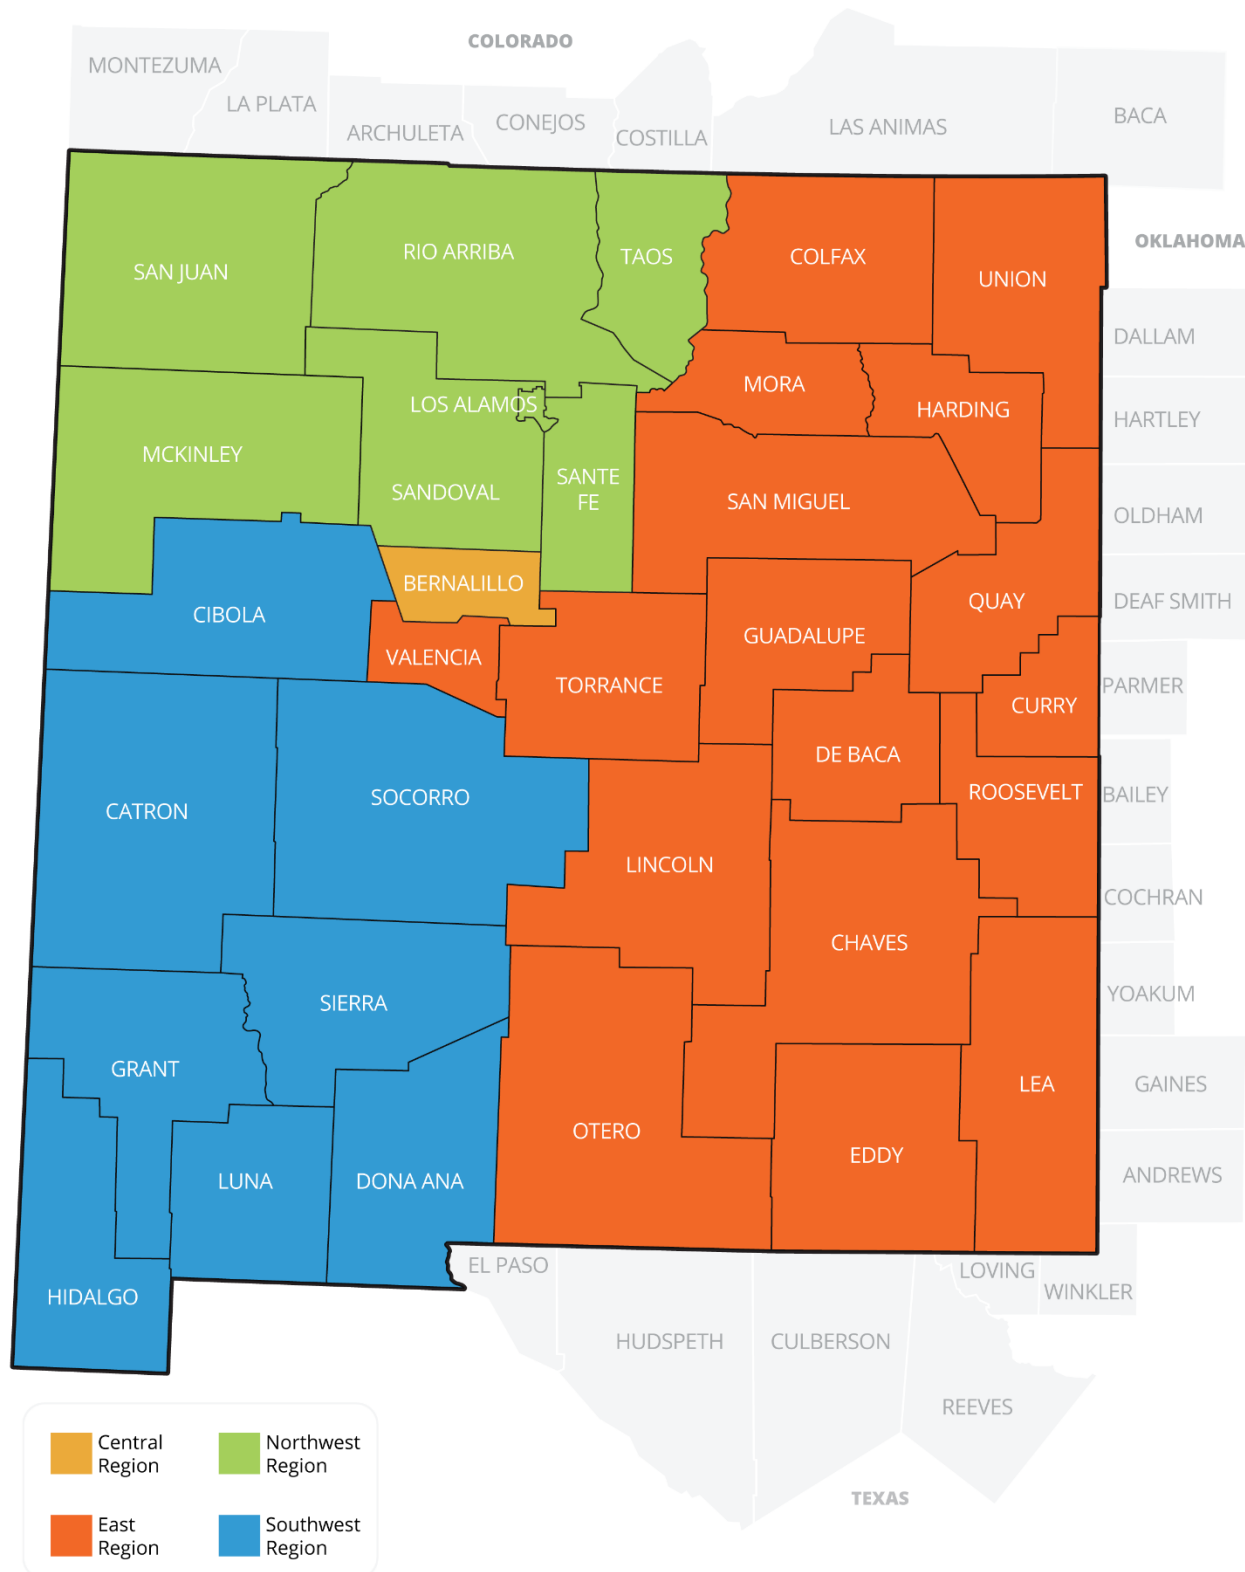 COLORADO
MONTEZUMA
LA PLATA
ARCHULETA
CONEJOS
COSTILLA
LAS ANIMAS
BACA
OKLAHOMA
SAN JUAN
RIO ARRIBA
TAOS
COLFAX
UNION
DALLAM
MORA
HARDING
HARTLEY
LOS ALAMOS
MCKINLEY
SANDOVAL
SANTE
FE
SAN MIGUEL
OLDHAM
BERNALILLO
CIBOLA
QUAY
DEAF SMITH
GUADALUPE
VALENCIA
TORRANCE
PARMER
CURRY
DE BACA
ROOSEVELT
BAILEY
CATRON
SOCORRO
LINCOLN
COCHRAN
CHAVES
SIERRA
YOAKUM
GRANT
LEA
GAINES
OTERO
EDDY
ANDREWS
LUNA
DONA ANA
HIDALGO
EL PASO
LOVING
WINKLER
HUDSPETH
CULBERSON
REEVES
TEXAS
Central
Region
Northwest
Region
East
Region
Southwest
Region